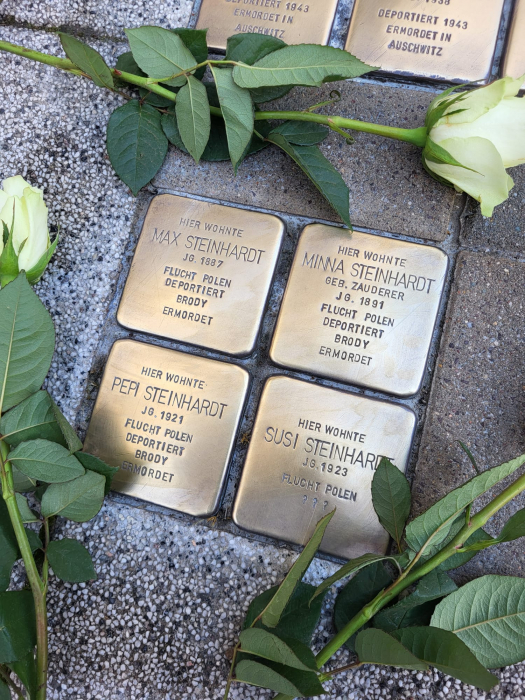 DEPORTIERT 1943
ERMORDET IN
AUSCHWITZ
DEPORTIERT 1943
ERMORDET IN
AUSCHWITZ
HIER WOHNTE
MAX STEINHARDT
JG. 1887
FLUCHT POLEN
DEPORTIERT
BRODY
ERMORDET
HIER WOHNTE
MINNA STEINHARDT
GEB. ZAUDERER
JG. 1891
FLUCHT POLEN
DEPORTIERT
BRODY
ERMORDET
HIER WOHNTE
PEPI STEINHARDT
JG. 1921
FLUCHT POLEN
DEPORTIERT
BRODY
ERMORDET
HIER WOHNTE
SUSI STEINHARDT
JG. 1923
FLUCHT POLEN
? ? ?